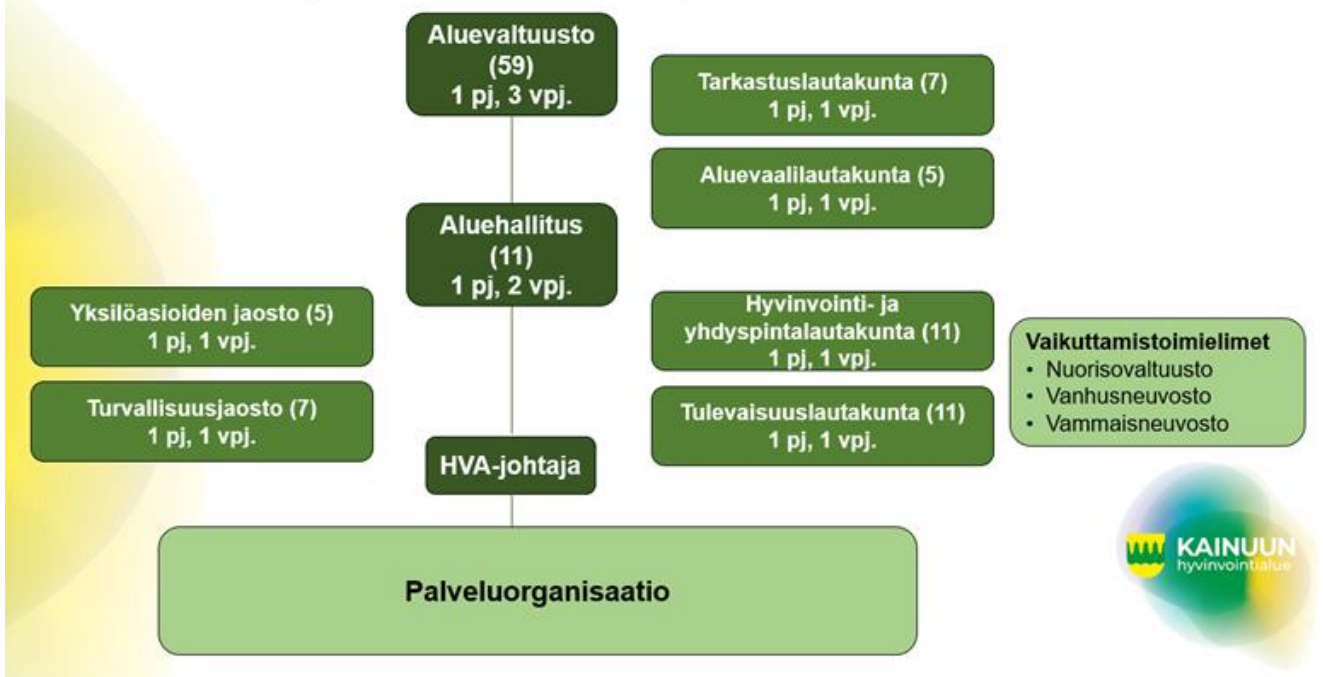 Aluevaltuusto
(59)
1 pj, 3 vpj.
Tarkastuslautakunta (7)
1 pj, 1 vpj.
Aluevaalilautakunta (5)
1 pj, 1 vpj.
Aluehallitus
(11)
1 pj, 2 vpj.
Yksilöasioiden jaosto (5)
1 pj, 1 vpj.
Turvallisuusjaosto (7)
1 pj, 1 vpj.
Hyvinvointi- ja
yhdyspintalautakunta (11)
1 pj, 1 vpj.
Tulevaisuuslautakunta (11)
1 pj, 1 vpj.
Vaikuttamistoimielimet
• Nuorisovaltuusto
• Vanhusneuvosto
• Vammaisneuvosto
HVA-johtaja
Palveluorganisaatio
KAINUUN
hyvinvointialue